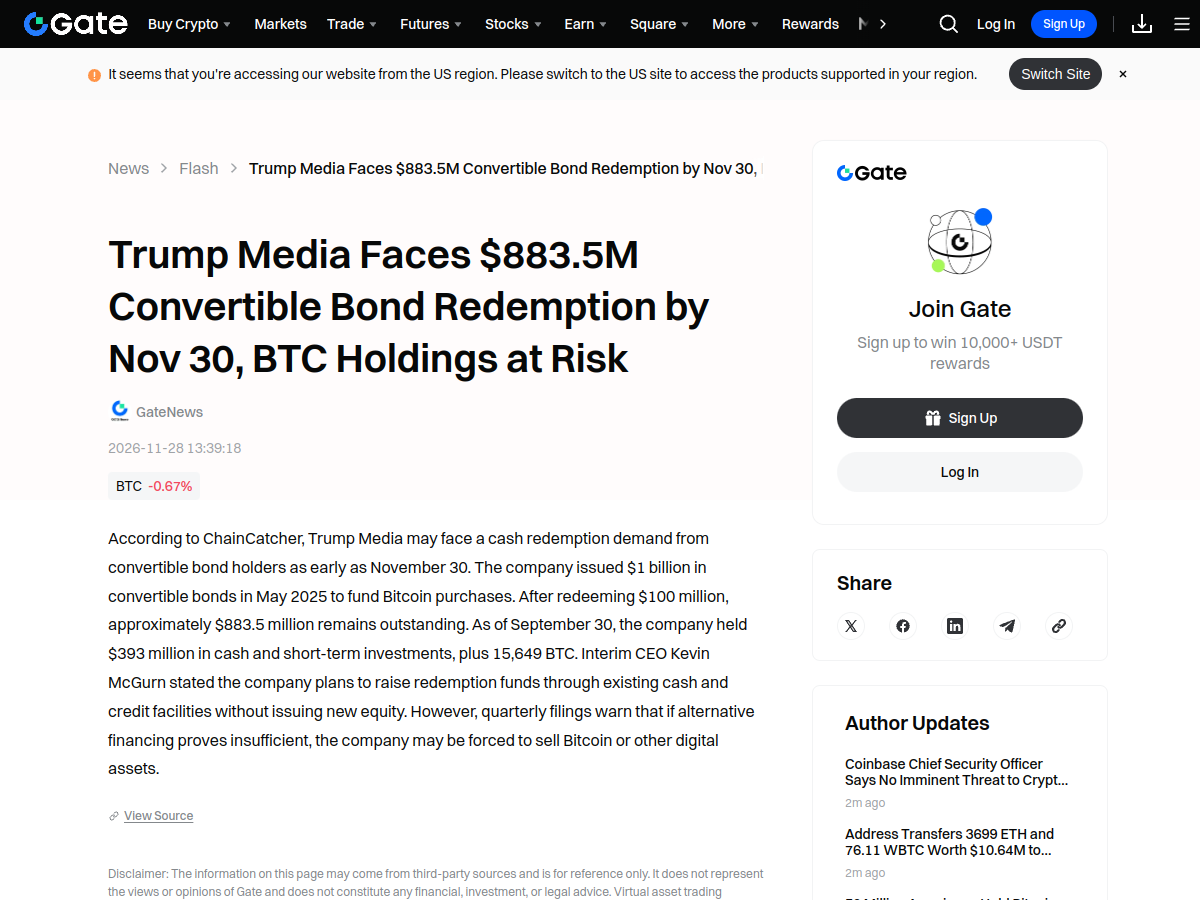 Gate Buy Crypto Markets Trade Futures Stocks Earn Square More Rewards Log In Sign Up
It seems that you're accessing our website from the US region. Please switch to the US site to access the products supported in your region. Switch Site ×
News > Flash > Trump Media Faces $883.5M Convertible Bond Redemption by Nov 30,
Trump Media Faces $883.5M
Convertible Bond Redemption by
Nov 30, BTC Holdings at Risk
GateNews
2026-11-28 13:39:18
BTC -0.67%
According to ChainCatcher, Trump Media may face a cash redemption demand from
convertible bond holders as early as November 30. The company issued $1 billion in
convertible bonds in May 2025 to fund Bitcoin purchases. After redeeming $100 million,
approximately $883.5 million remains outstanding. As of September 30, the company held
$393 million in cash and short-term investments, plus 15,649 BTC. Interim CEO Kevin
McGurn stated the company plans to raise redemption funds through existing cash and
credit facilities without issuing new equity. However, quarterly filings warn that if alternative
financing proves insufficient, the company may be forced to sell Bitcoin or other digital
assets.
View Source
Disclaimer: The information on this page may come from third-party sources and is for reference only. It does not represent
the views or opinions of Gate and does not constitute any financial, investment, or legal advice. Virtual asset trading
Gate
Join Gate
Sign up to win 10,000+ USDT
rewards
Sign Up
Log In
Share
Author Updates
Coinbase Chief Security Officer
Says No Imminent Threat to Crypt...
2m ago
Address Transfers 3699 ETH and
76.11 WBTC Worth $10.64M to...
2m ago